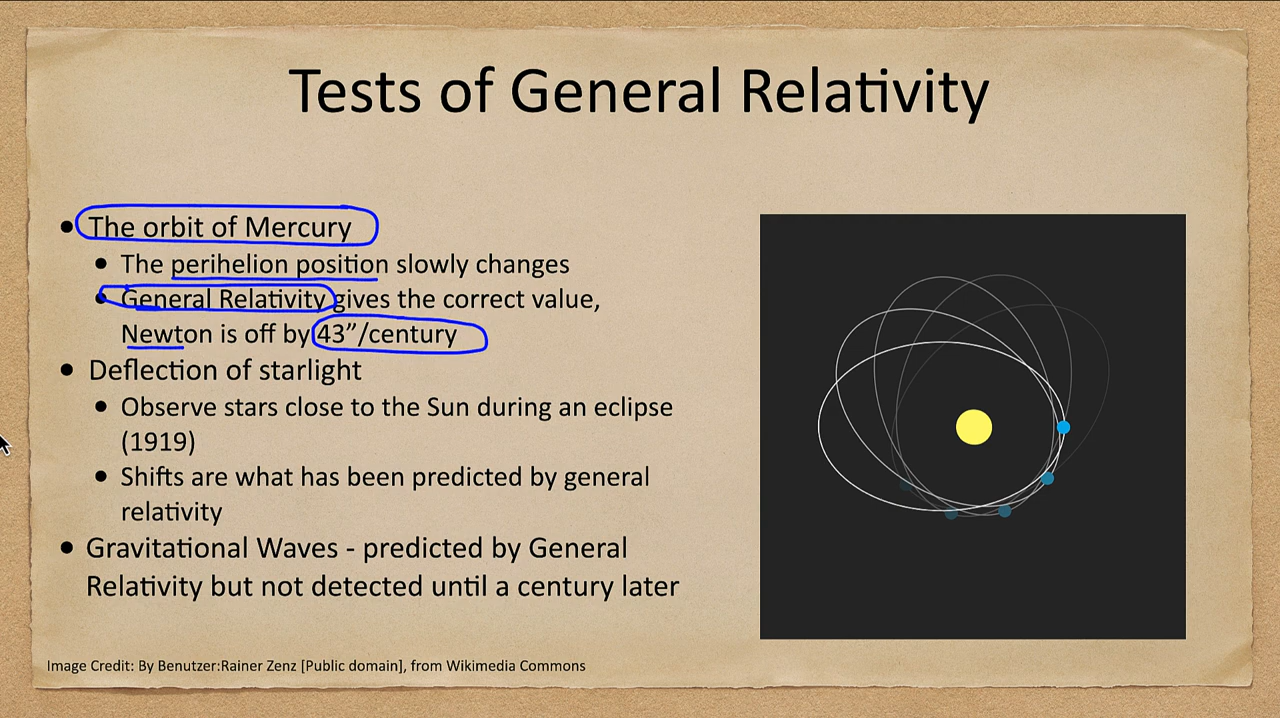 Tests of General Relativity
• The orbit of Mercury
• The perihelion position slowly changes
• General Relativity gives the correct value,
Newton is off by 43”/century
• Deflection of starlight
• Observe stars close to the Sun during an eclipse
(1919)
• Shifts are what has been predicted by general
relativity
• Gravitational Waves - predicted by General
Relativity but not detected until a century later
Image Credit: By Benutzer:Rainer Zenz [Public domain], from Wikimedia Commons